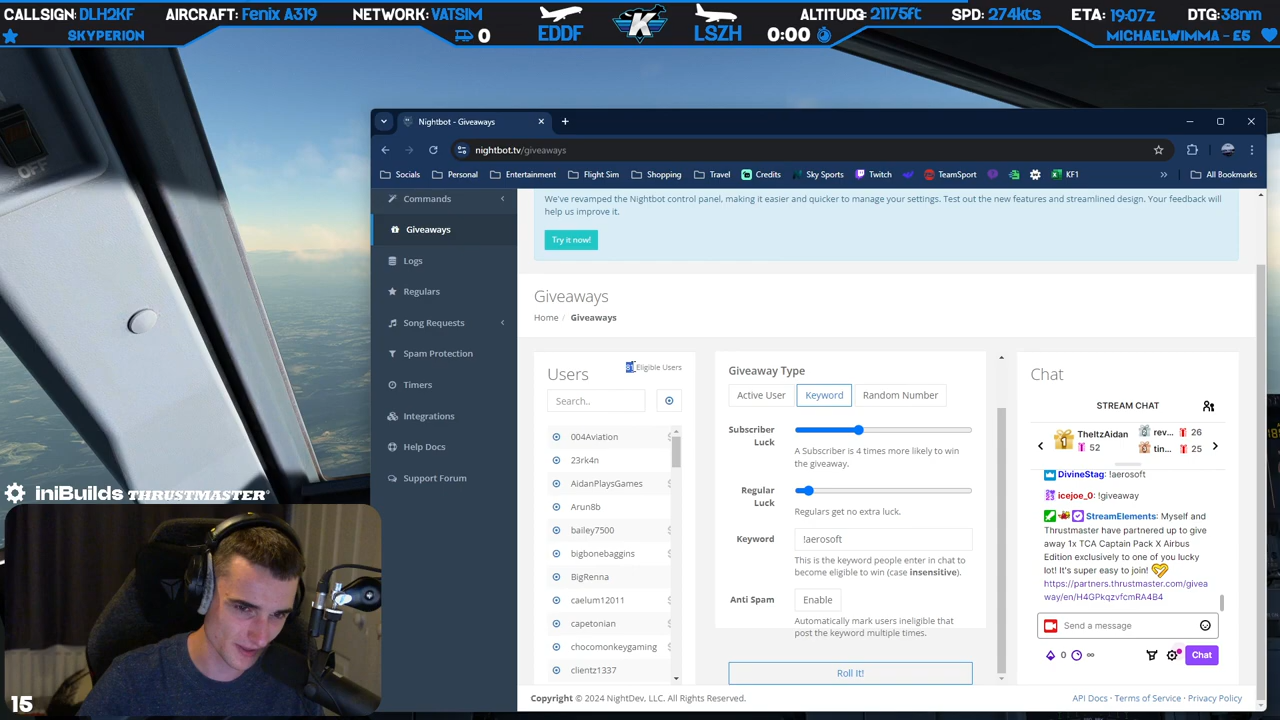 CALLSIGN: DLH2KF
AIRCRAFT: Fenix A319
NETWORK: VATSIM
ALTITUDE: 21175ft
SPD: 274kts
ETA: 19:07z
DTG: 38nm
SKYPERION
0
EDDF
K
LSZH
0:00
MICHAELWIMMA - £5
OFF
Nightbot - Giveaways
nightbot.tv/giveaways
Socials
Personal
Entertainment
Flight Sim
Shopping
Travel
Credits
Sky Sports
Twitch
TeamSport
KF1
All Bookmarks
Commands
Giveaways
Logs
Regulars
Song Requests
Spam Protection
Timers
Integrations
Help Docs
Support Forum
We've revamped the Nightbot control panel, making it easier and quicker to manage your settings. Test out the new features and streamlined design. Your feedback will
help us improve it.
Try it now!
Giveaways
Home / Giveaways
Users
81 Eligible Users
Search..
004Aviation
23rk4n
AidanPlaysGames
Arun8b
bailey7500
bigbonebaggins
BigRenna
caelum12011
capetonian
chocomonkeygaming
clientz1337
Giveaway Type
Active User
Keyword
Random Number
Subscriber
Luck
A Subscriber is 4 times more likely to win
the giveaway.
Regular
Luck
Regulars get no extra luck.
Keyword
!aerosoft
This is the keyword people enter in chat to
become eligible to win (case insensitive).
Anti Spam
Enable
Automatically mark users ineligible that
post the keyword multiple times.
Roll It!
Chat
STREAM CHAT
TheItzAidan
52
rev... 26
tin... 25
DivineStag: !aerosoft
icejoe_0: !giveaway
StreamElements: Myself and
Thrustmaster have partnered up to give
away 1x TCA Captain Pack X Airbus
Edition exclusively to one of you lucky
lot! It's super easy to join!
https://partners.thrustmaster.com/givea
way/en/H4GPkqzvfcmRA4B4
Send a message
0
∞
Chat
Copyright © 2024 NightDev, LLC. All Rights Reserved.
API Docs · Terms of Service · Privacy Policy
iniBuilds THRUSTMASTER®
15